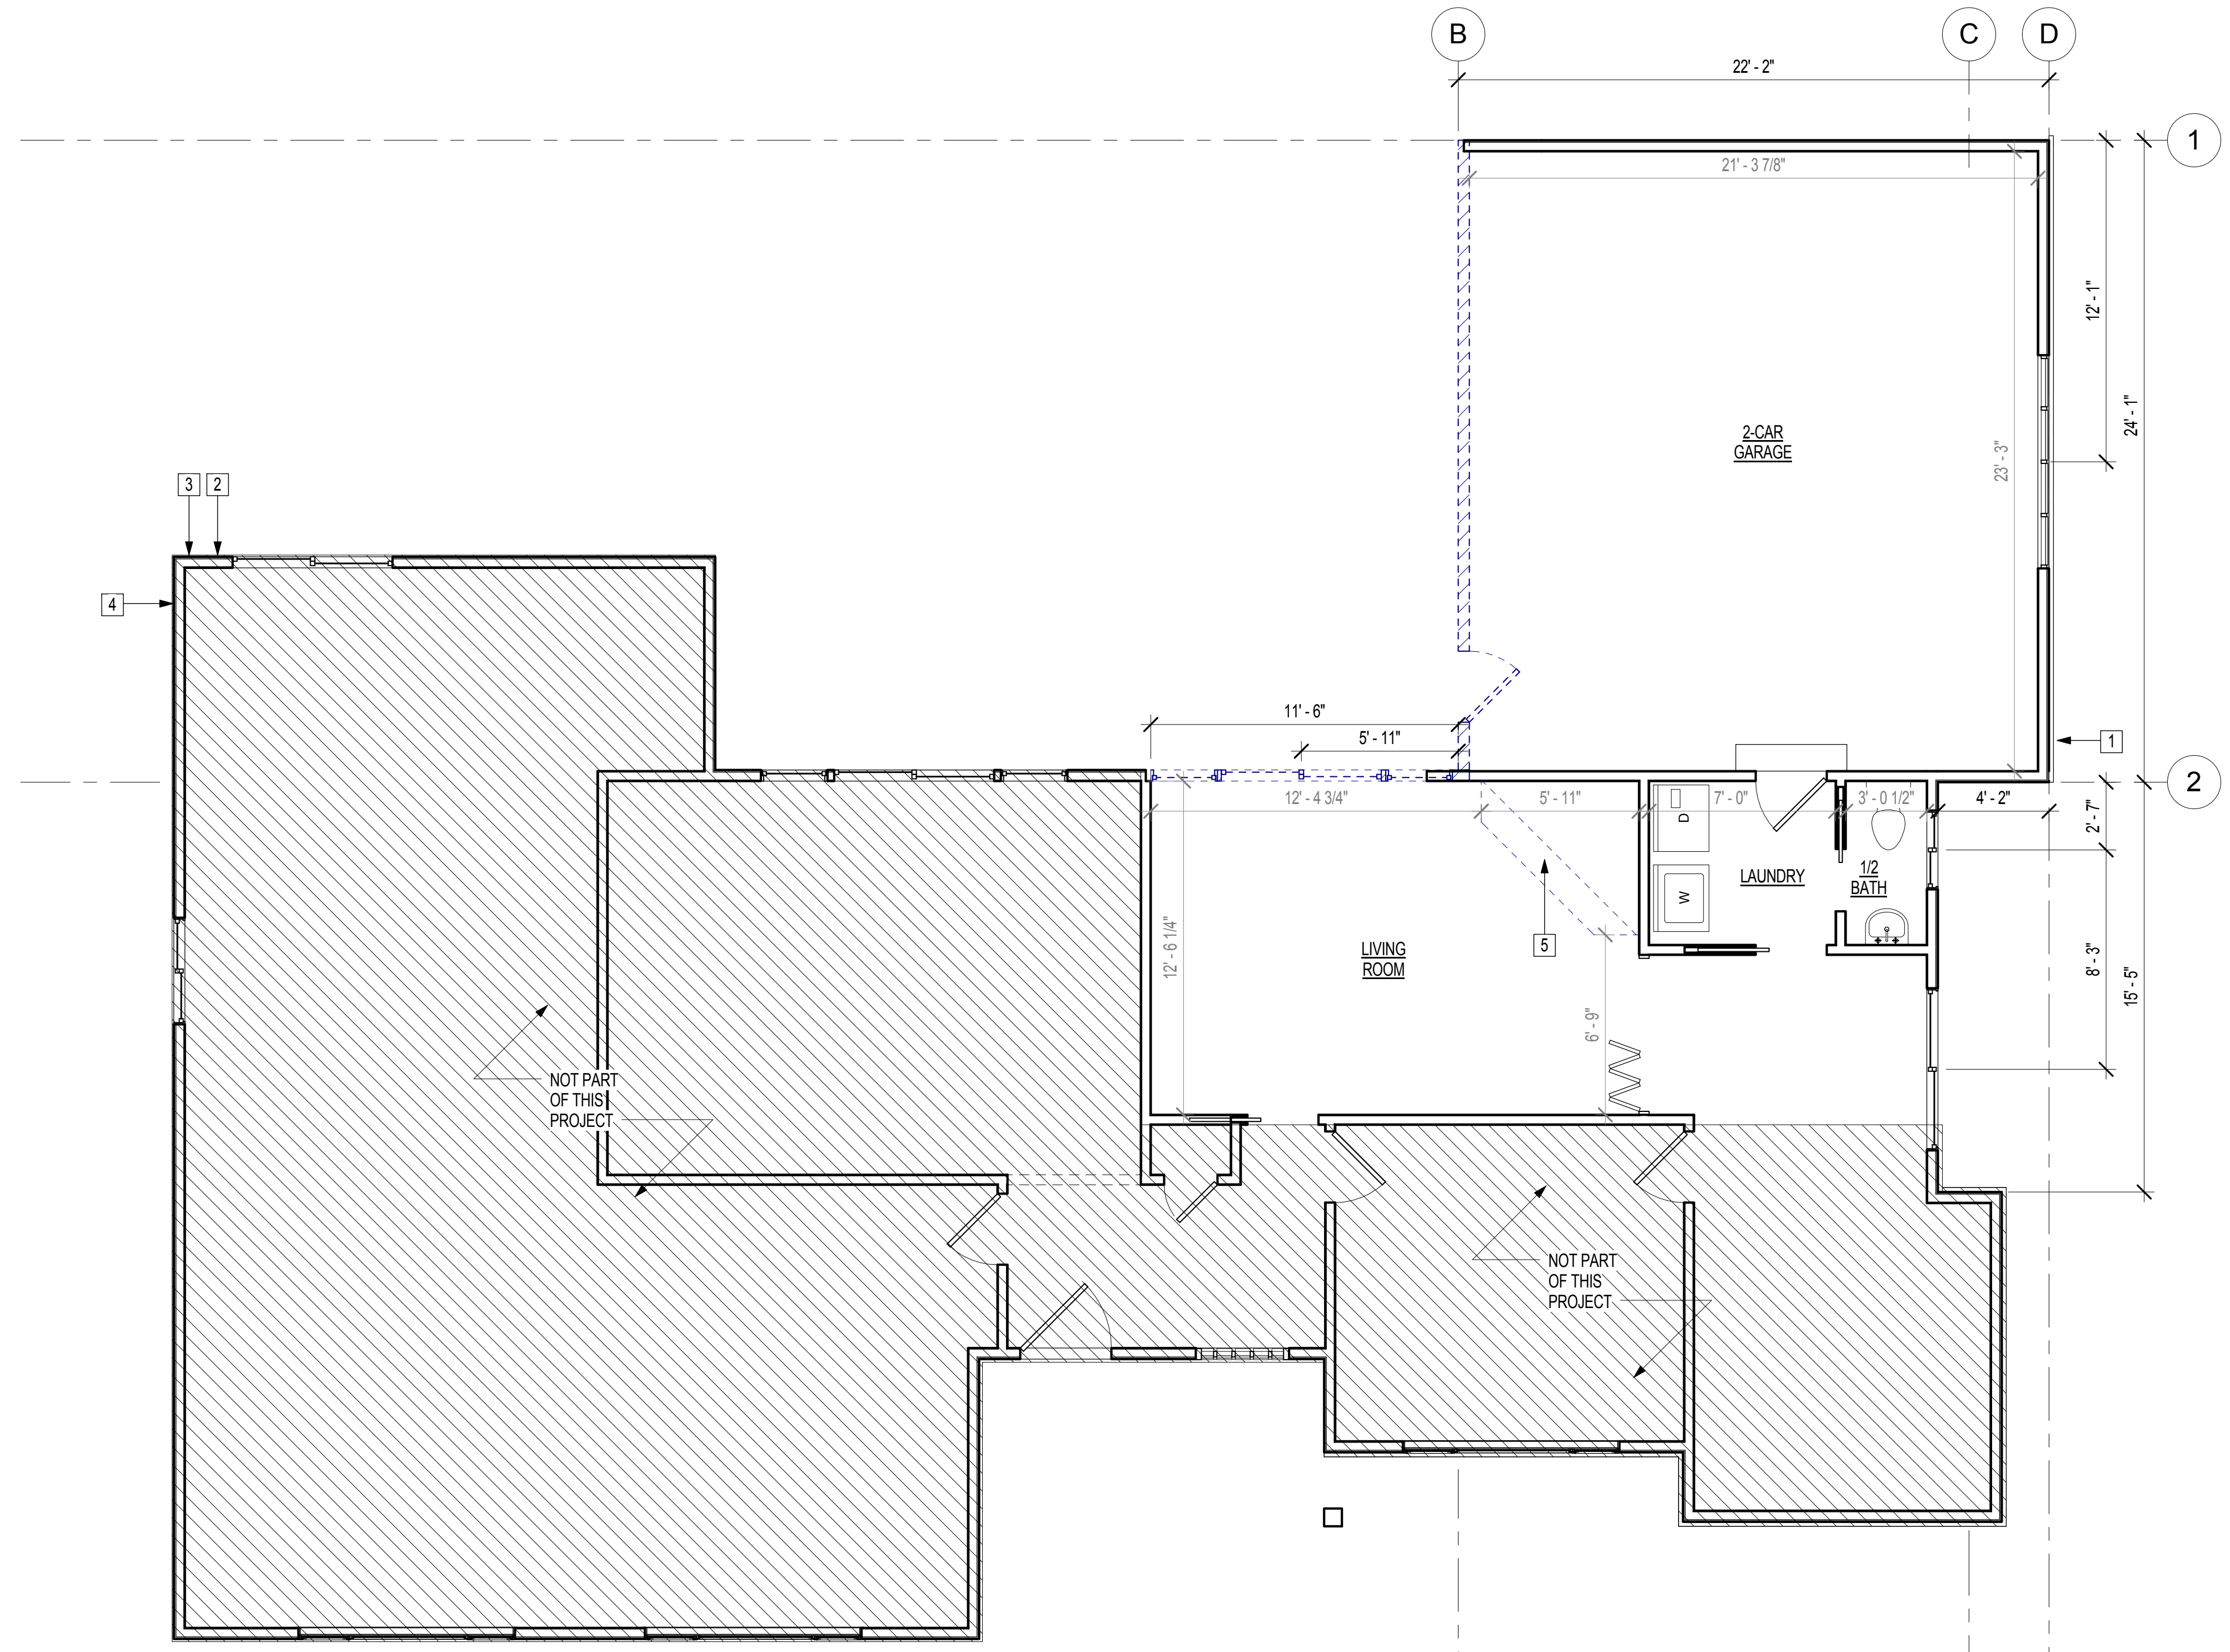 B
C
D
22' - 2"
1
21' - 3 7/8"
12' - 1"
24' - 1"
2-CAR
GARAGE
23' - 3"
3
2
4
11' - 6"
5' - 11"
1
2
12' - 4 3/4"
5' - 11"
7' - 0"
3' - 0 1/2"
4' - 2"
2' - 7"
D
LAUNDRY
1/2
BATH
W
12' - 6 1/4"
LIVING
ROOM
5
8' - 3"
15' - 5"
6' - 9"
NOT PART
OF THIS
PROJECT
NOT PART
OF THIS
PROJECT